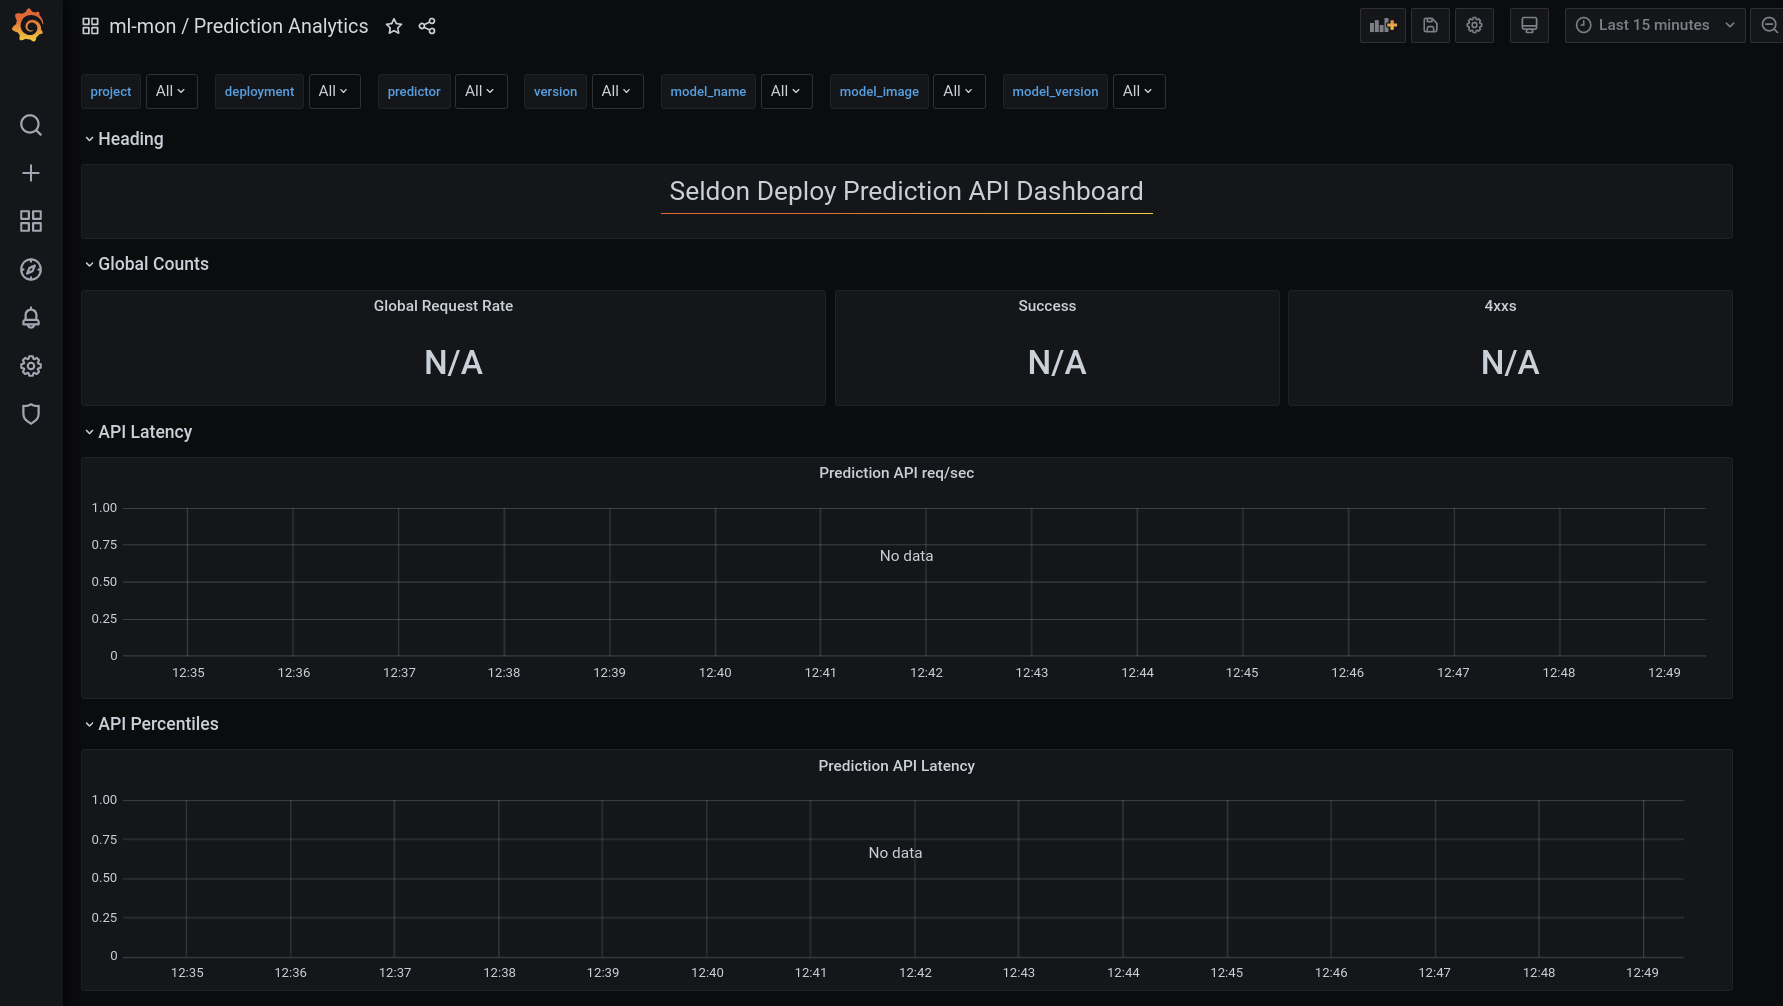 ml-mon / Prediction Analytics
Last 15 minutes
project All deployment All predictor All version All model_name All model_image All model_version All
Heading
Seldon Deploy Prediction API Dashboard
Global Counts
Global Request Rate Success 4xxs
N/A N/A N/A
API Latency
Prediction API req/sec
1.00
0.75
No data
0.50
0.25
0
12:35 12:36 12:37 12:38 12:39 12:40 12:41 12:42 12:43 12:44 12:45 12:46 12:47 12:48 12:49
API Percentiles
Prediction API Latency
1.00
0.75
No data
0.50
0.25
0
12:35 12:36 12:37 12:38 12:39 12:40 12:41 12:42 12:43 12:44 12:45 12:46 12:47 12:48 12:49